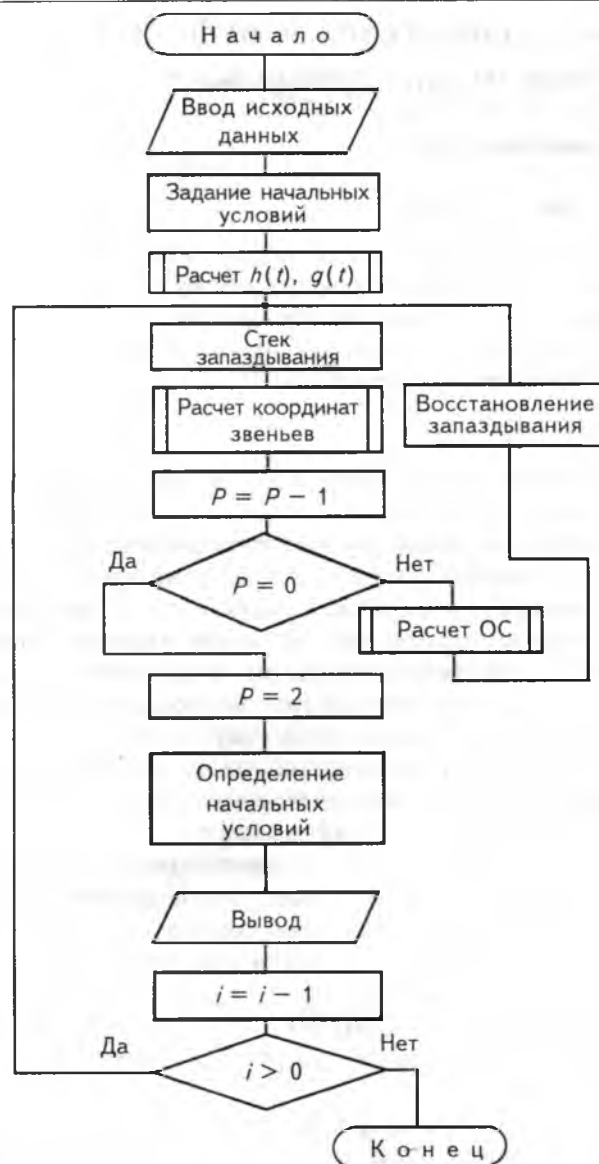 Начало
Ввод исходных
данных
Задание начальных
условий
Расчет h(t), g(t)
Стек
запаздывания
Расчет координат
звеньев
Восстановление
запаздывания
P = P − 1
Да
P = 0
Нет
Расчет ОС
P = 2
Определение
начальных
условий
Вывод
i = i − 1
Да
i > 0
Нет
Конец